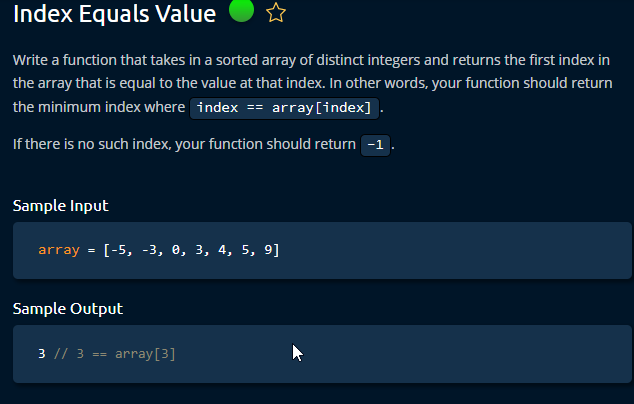 Index Equals Value
Write a function that takes in a sorted array of distinct integers and returns the first index in
the array that is equal to the value at that index. In other words, your function should return
the minimum index where index == array[index] .
If there is no such index, your function should return -1 .
Sample Input
array = [-5, -3, 0, 3, 4, 5, 9]
Sample Output
3 // 3 == array[3]